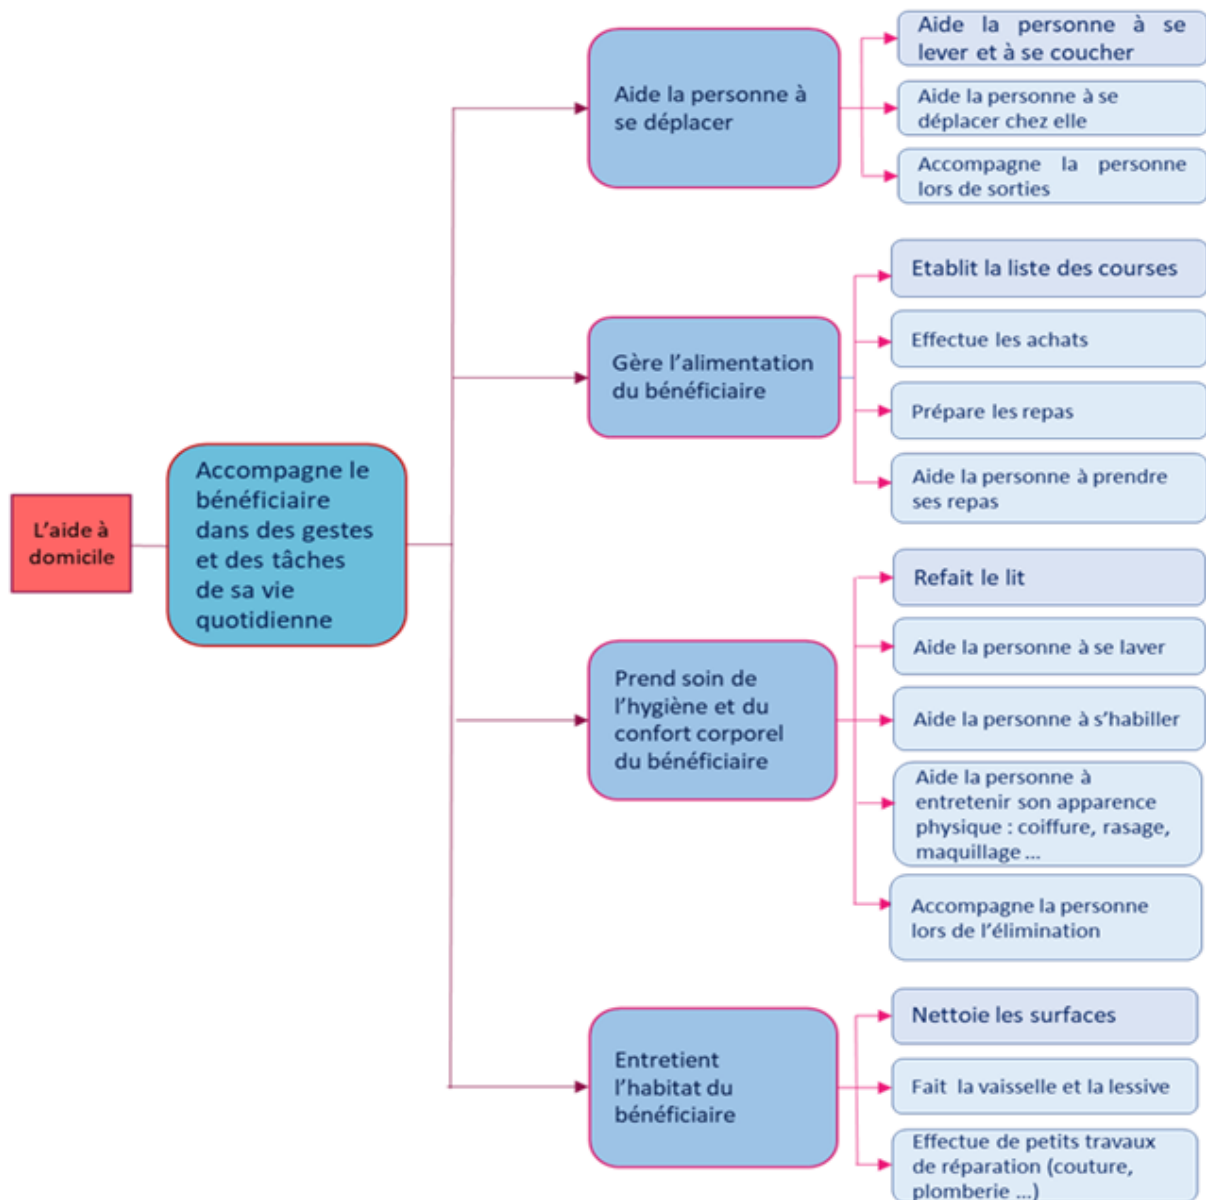 L'aide à
domicile
Accompagne le
bénéficiaire
dans des gestes
et des tâches
de sa vie
quotidienne
Aide la personne à
se déplacer
Aide la personne à se
lever et à se coucher
Aide la personne à se
déplacer chez elle
Accompagne la personne
lors de sorties
Gère l'alimentation
du bénéficiaire
Etablit la liste des courses
Effectue les achats
Prépare les repas
Aide la personne à prendre
ses repas
Prend soin de
l'hygiène et du
confort corporel
du bénéficiaire
Refait le lit
Aide la personne à se laver
Aide la personne à s'habiller
Aide la personne à
entretenir son apparence
physique : coiffure, rasage,
maquillage ...
Accompagne la personne
lors de l'élimination
Entretient
l'habitat du
bénéficiaire
Nettoie les surfaces
Fait la vaisselle et la lessive
Effectue de petits travaux
de réparation (couture,
plomberie ...)